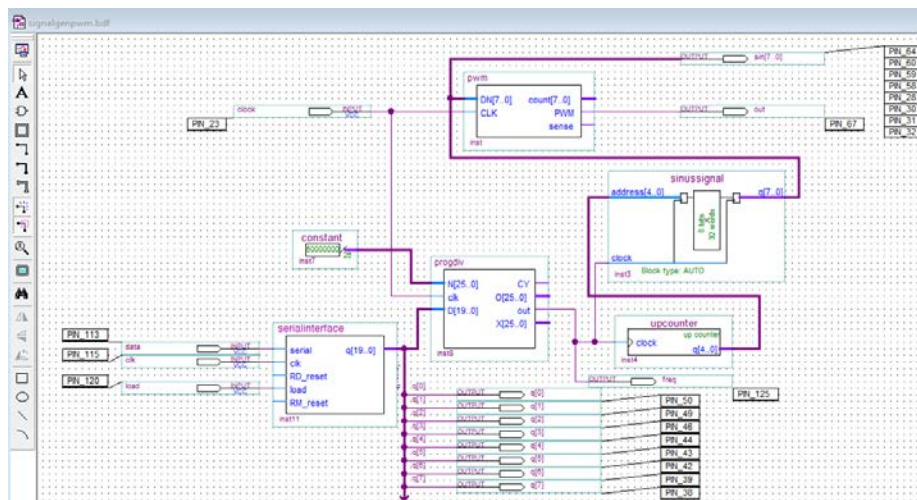 signalgenpwm.bdf
OUTPUT sin[7..0]
PIN_64
PIN_60
PIN_59
PIN_58
PIN_28
PIN_30
PIN_31
PIN_32
pwm
DN[7..0] count[7..0]
CLK PWM
sense
inst
clock INPUT VCC
PIN_23
OUTPUT out
PIN_67
sinussignal
address[4..0] q[7..0]
8 bits
X
32 words
clock
inst3 Block type: AUTO
constant
inst7
progdiv
N[25..0] CY
clk O[25..0]
D[19..0] out
X[25..0]
upcounter
up counter
clock
q[4..0]
inst4
PIN_113
PIN_115
PIN_120
data INPUT VCC
clk INPUT VCC
load INPUT VCC
serialinterface
serial q[19..0]
clk
RD_reset
load
RM_reset
inst11
OUTPUT freq
PIN_125
q[0] OUTPUT q[0]
q[1] OUTPUT q[1]
q[2] OUTPUT q[2]
q[3] OUTPUT q[3]
q[4] OUTPUT q[4]
q[5] OUTPUT q[5]
q[6] OUTPUT q[6]
q[7] OUTPUT q[7]
PIN_50
PIN_49
PIN_46
PIN_44
PIN_43
PIN_42
PIN_39
PIN_38